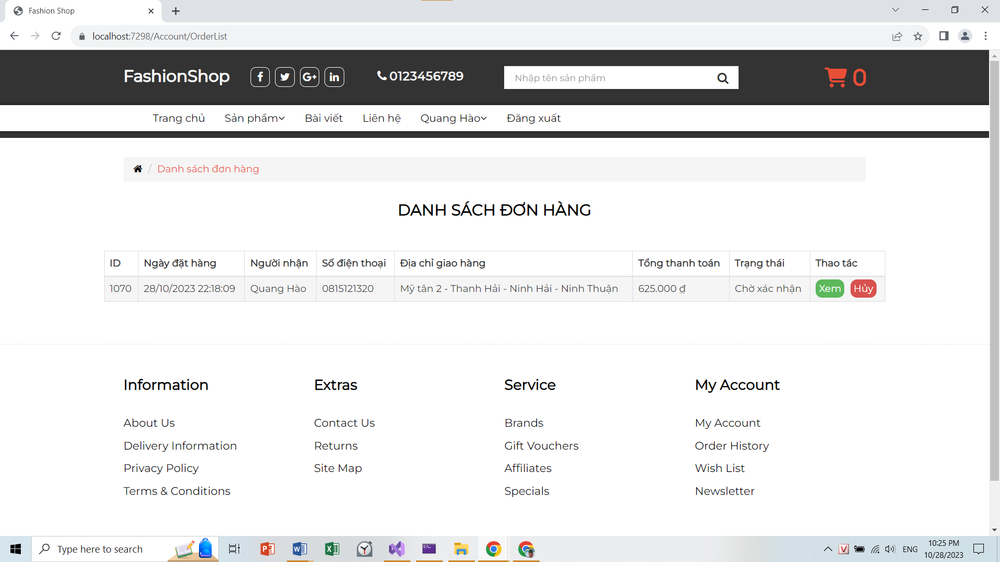 Fashion Shop
localhost:7298/Account/OrderList
FashionShop 0123456789 Nhập tên sản phẩm 0
Trang chủ Sản phẩm Bài viết Liên hệ Quang Hào Đăng xuất
/ Danh sách đơn hàng
DANH SÁCH ĐƠN HÀNG
ID Ngày đặt hàng Người nhận Số điện thoại Địa chỉ giao hàng Tổng thanh toán Trạng thái Thao tác
1070 28/10/2023 22:18:09 Quang Hào 0815121320 Mỹ tân 2 - Thanh Hải - Ninh Hải - Ninh Thuận 625.000 ₫ Chờ xác nhận Xem Hủy
Information Extras Service My Account
About Us Contact Us Brands My Account
Delivery Information Returns Gift Vouchers Order History
Privacy Policy Site Map Affiliates Wish List
Terms & Conditions Specials Newsletter
Type here to search ENG 10:25 PM
10/28/2023